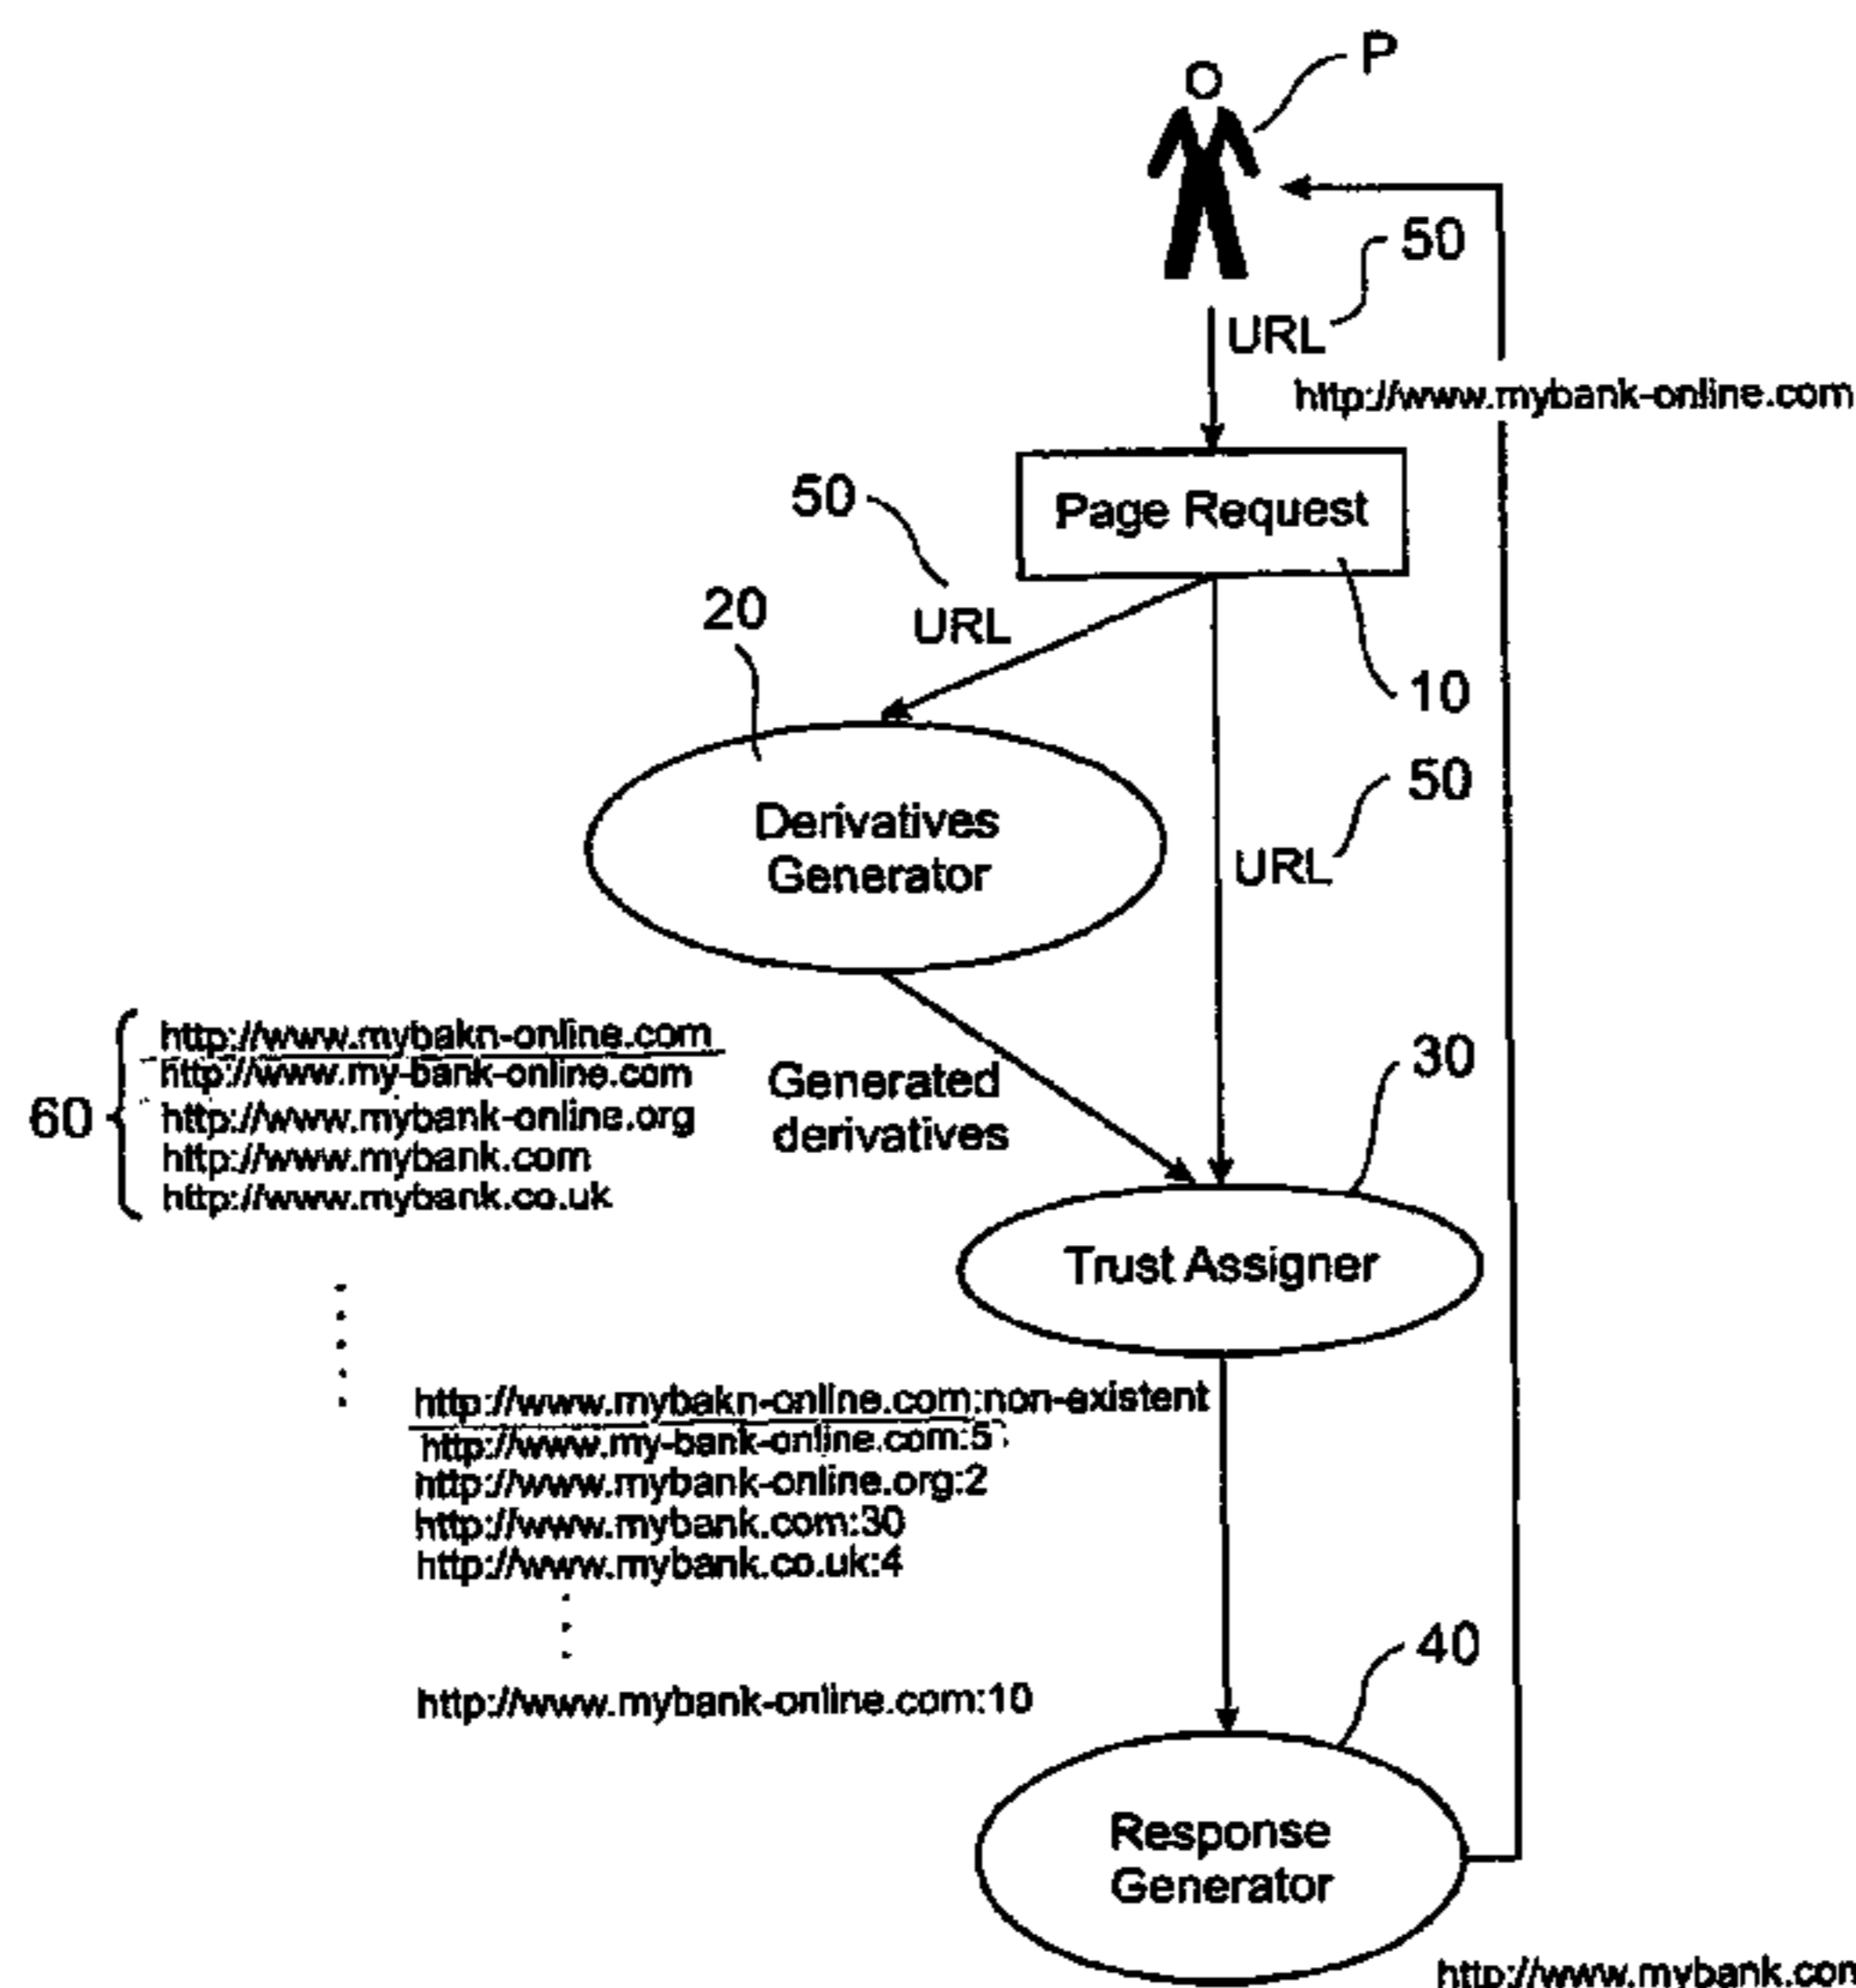 P
50
URL
http://www.mybank-online.com
50
Page Request
20
URL
10
50
Derivatives
Generator
URL
http://www.mybakn-online.com
http://www.my-bank-online.com
http://www.mybank-online.org
http://www.mybank.com
http://www.mybank.co.uk
60
Generated
derivatives
30
Trust Assigner
http://www.mybakn-online.com:non-existent
http://www.my-bank-online.com:5
http://www.mybank-online.org:2
http://www.mybank.com:30
http://www.mybank.co.uk:4
40
http://www.mybank-online.com:10
Response
Generator